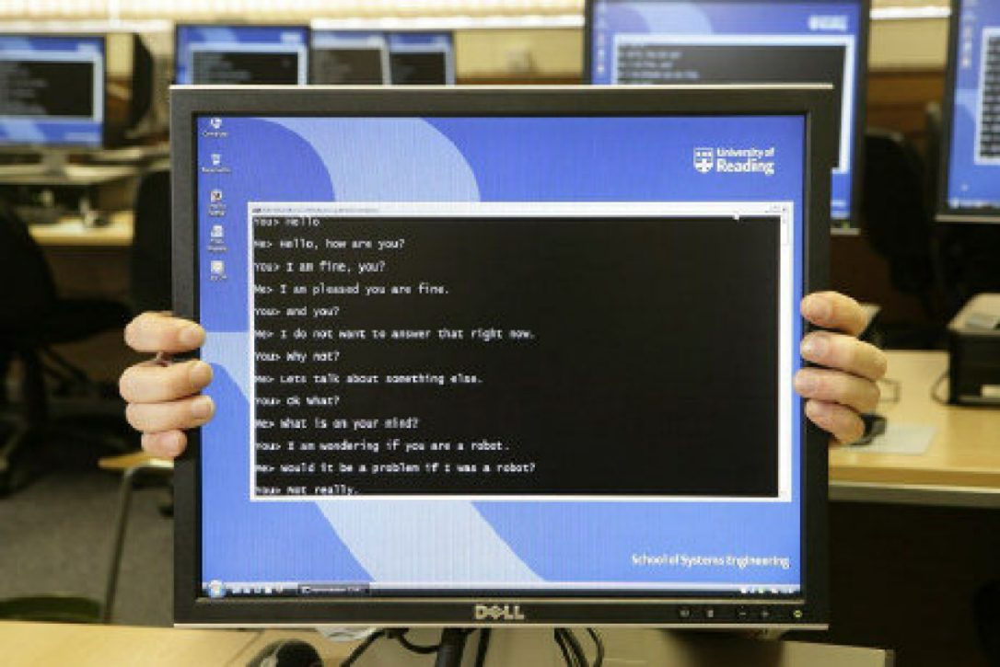 University of
Reading
You> Hello
Me> Hello, how are you?
You> I am fine, you?
Me> I am pleased you are fine.
You> and you?
Me> I do not want to answer that right now.
You> Why not?
Me> Lets talk about something else.
You> Ok What?
Me> What is on your mind?
You> I am wondering if you are a robot.
Me> would it be a problem if i was a robot?
You> Not really.
School of Systems Engineering
DELL